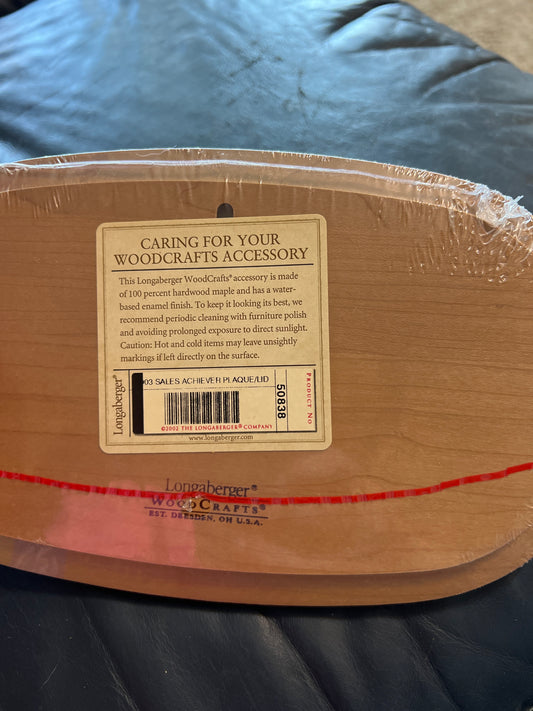 CARING FOR YOUR
WOODCRAFTS ACCESSORY
This Longaberger WoodCrafts® accessory is made
of 100 percent hardwood maple and has a water-
based enamel finish. To keep it looking its best, we
recommend periodic cleaning with furniture polish
and avoiding prolonged exposure to direct sunlight.
Caution: Hot and cold items may leave unsightly
markings if left directly on the surface.
Longaberger®
03 SALES ACHIEVER PLAQUE/LID
50838
PRODUCT NO
©2002 THE LONGABERGER® COMPANY
www.longaberger.com
Longaberger®
WOODCRAFTS®
EST. DRESDEN, OH U.S.A.